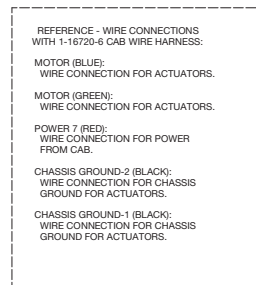 REFERENCE - WIRE CONNECTIONS
WITH 1-16720-6 CAB WIRE HARNESS:
MOTOR (BLUE):
WIRE CONNECTION FOR ACTUATORS.
MOTOR (GREEN):
WIRE CONNECTION FOR ACTUATORS.
POWER 7 (RED):
WIRE CONNECTION FOR POWER
FROM CAB.
CHASSIS GROUND-2 (BLACK):
WIRE CONNECTION FOR CHASSIS
GROUND FOR ACTUATORS.
CHASSIS GROUND-1 (BLACK):
WIRE CONNECTION FOR CHASSIS
GROUND FOR ACTUATORS.